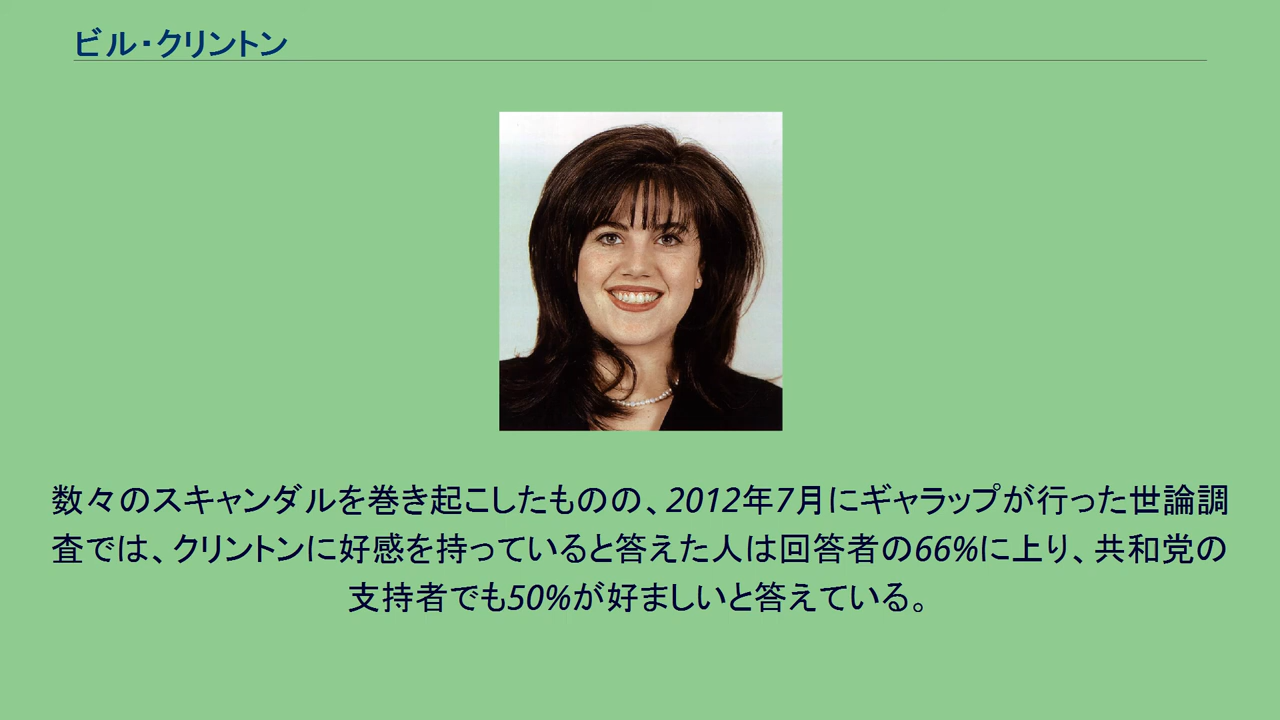 ビル・クリントン
数々のスキャンダルを巻き起こしたものの、2012年7月にギャラップが行った世論調
査では、クリントンに好感を持っていると答えた人は回答者の66%に上り、共和党の
支持者でも50%が好ましいと答えている。